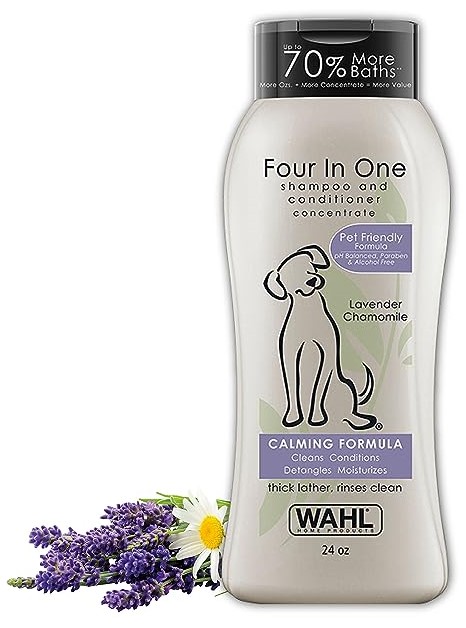 Up to
70% More
Baths™
More Ozs. • More Concentrate = More Value
Four In One
shampoo and
conditioner
concentrate
Pet Friendly
Formula
pH Balanced, Paraben
& Alcohol Free
Lavender
Chamomile
®
CALMING FORMULA
Cleans Conditions
Detangles Moisturizes
thick lather, rinses clean
WAHL®
HOME PRODUCTS
24 oz